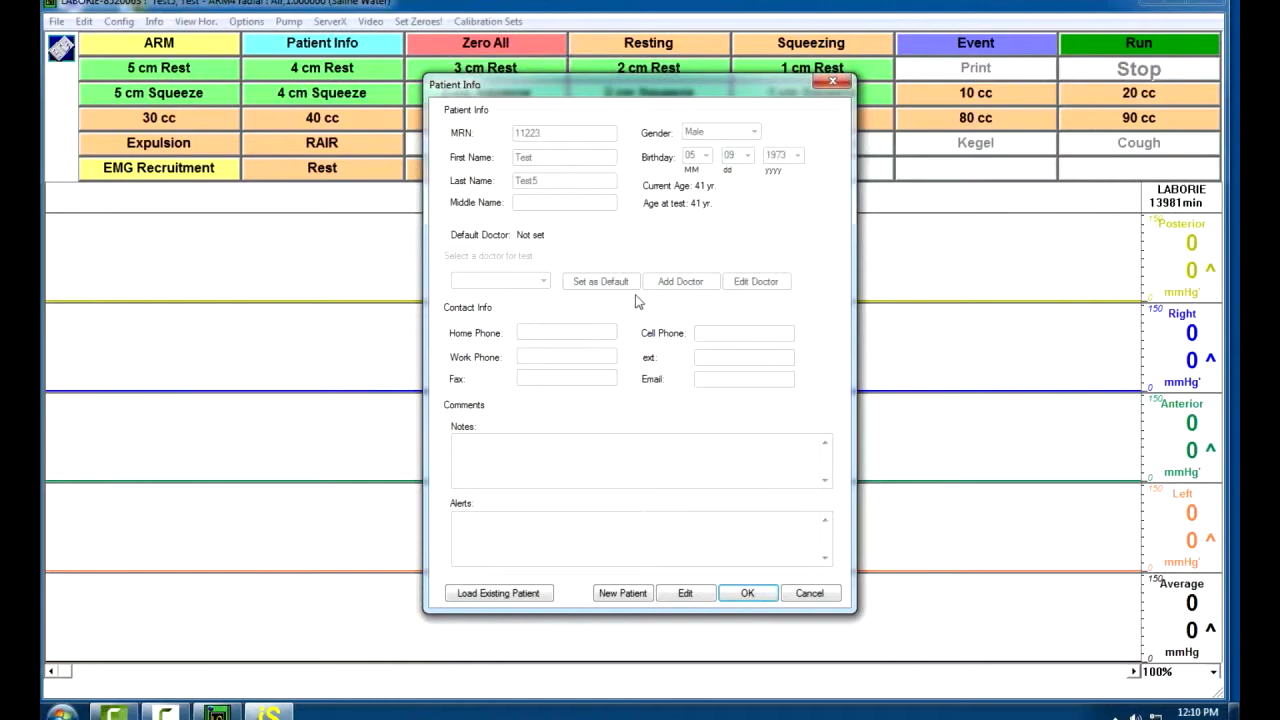 File Edit Config Info View Hor. Options Pump ServerX Video Set Zeroes! Calibration Sets
ARM Patient Info Zero All Resting Squeezing Event Run
5 cm Rest 4 cm Rest 3 cm Rest 2 cm Rest 1 cm Rest Print Stop
5 cm Squeeze 4 cm Squeeze 10 cc 20 cc
30 cc 40 cc 80 cc 90 cc
Expulsion RAIR Kegel Cough
EMG Recruitment Rest
Patient Info
Patient Info
MRN: 11223 Gender: Male
First Name: Test Birthday: 05 09 1973
MM dd yyyy
Last Name: Test5 Current Age: 41 yr.
Middle Name: Age at test: 41 yr.
Default Doctor: Not set
Select a doctor for test
Set as Default Add Doctor Edit Doctor
Contact Info
Home Phone: Cell Phone:
Work Phone: ext:
Fax: Email:
Comments
Notes:
Alerts:
Load Existing Patient New Patient Edit OK Cancel
LABORIE
13981min
150 Posterior
0
0 ^
0 mmHg'
150 Right
0
0 ^
0 mmHg'
150 Anterior
0
0 ^
0 mmHg'
150 Left
0
0 ^
0 mmHg'
150 Average
0
0 ^
0 mmHg
100%
12:10 PM